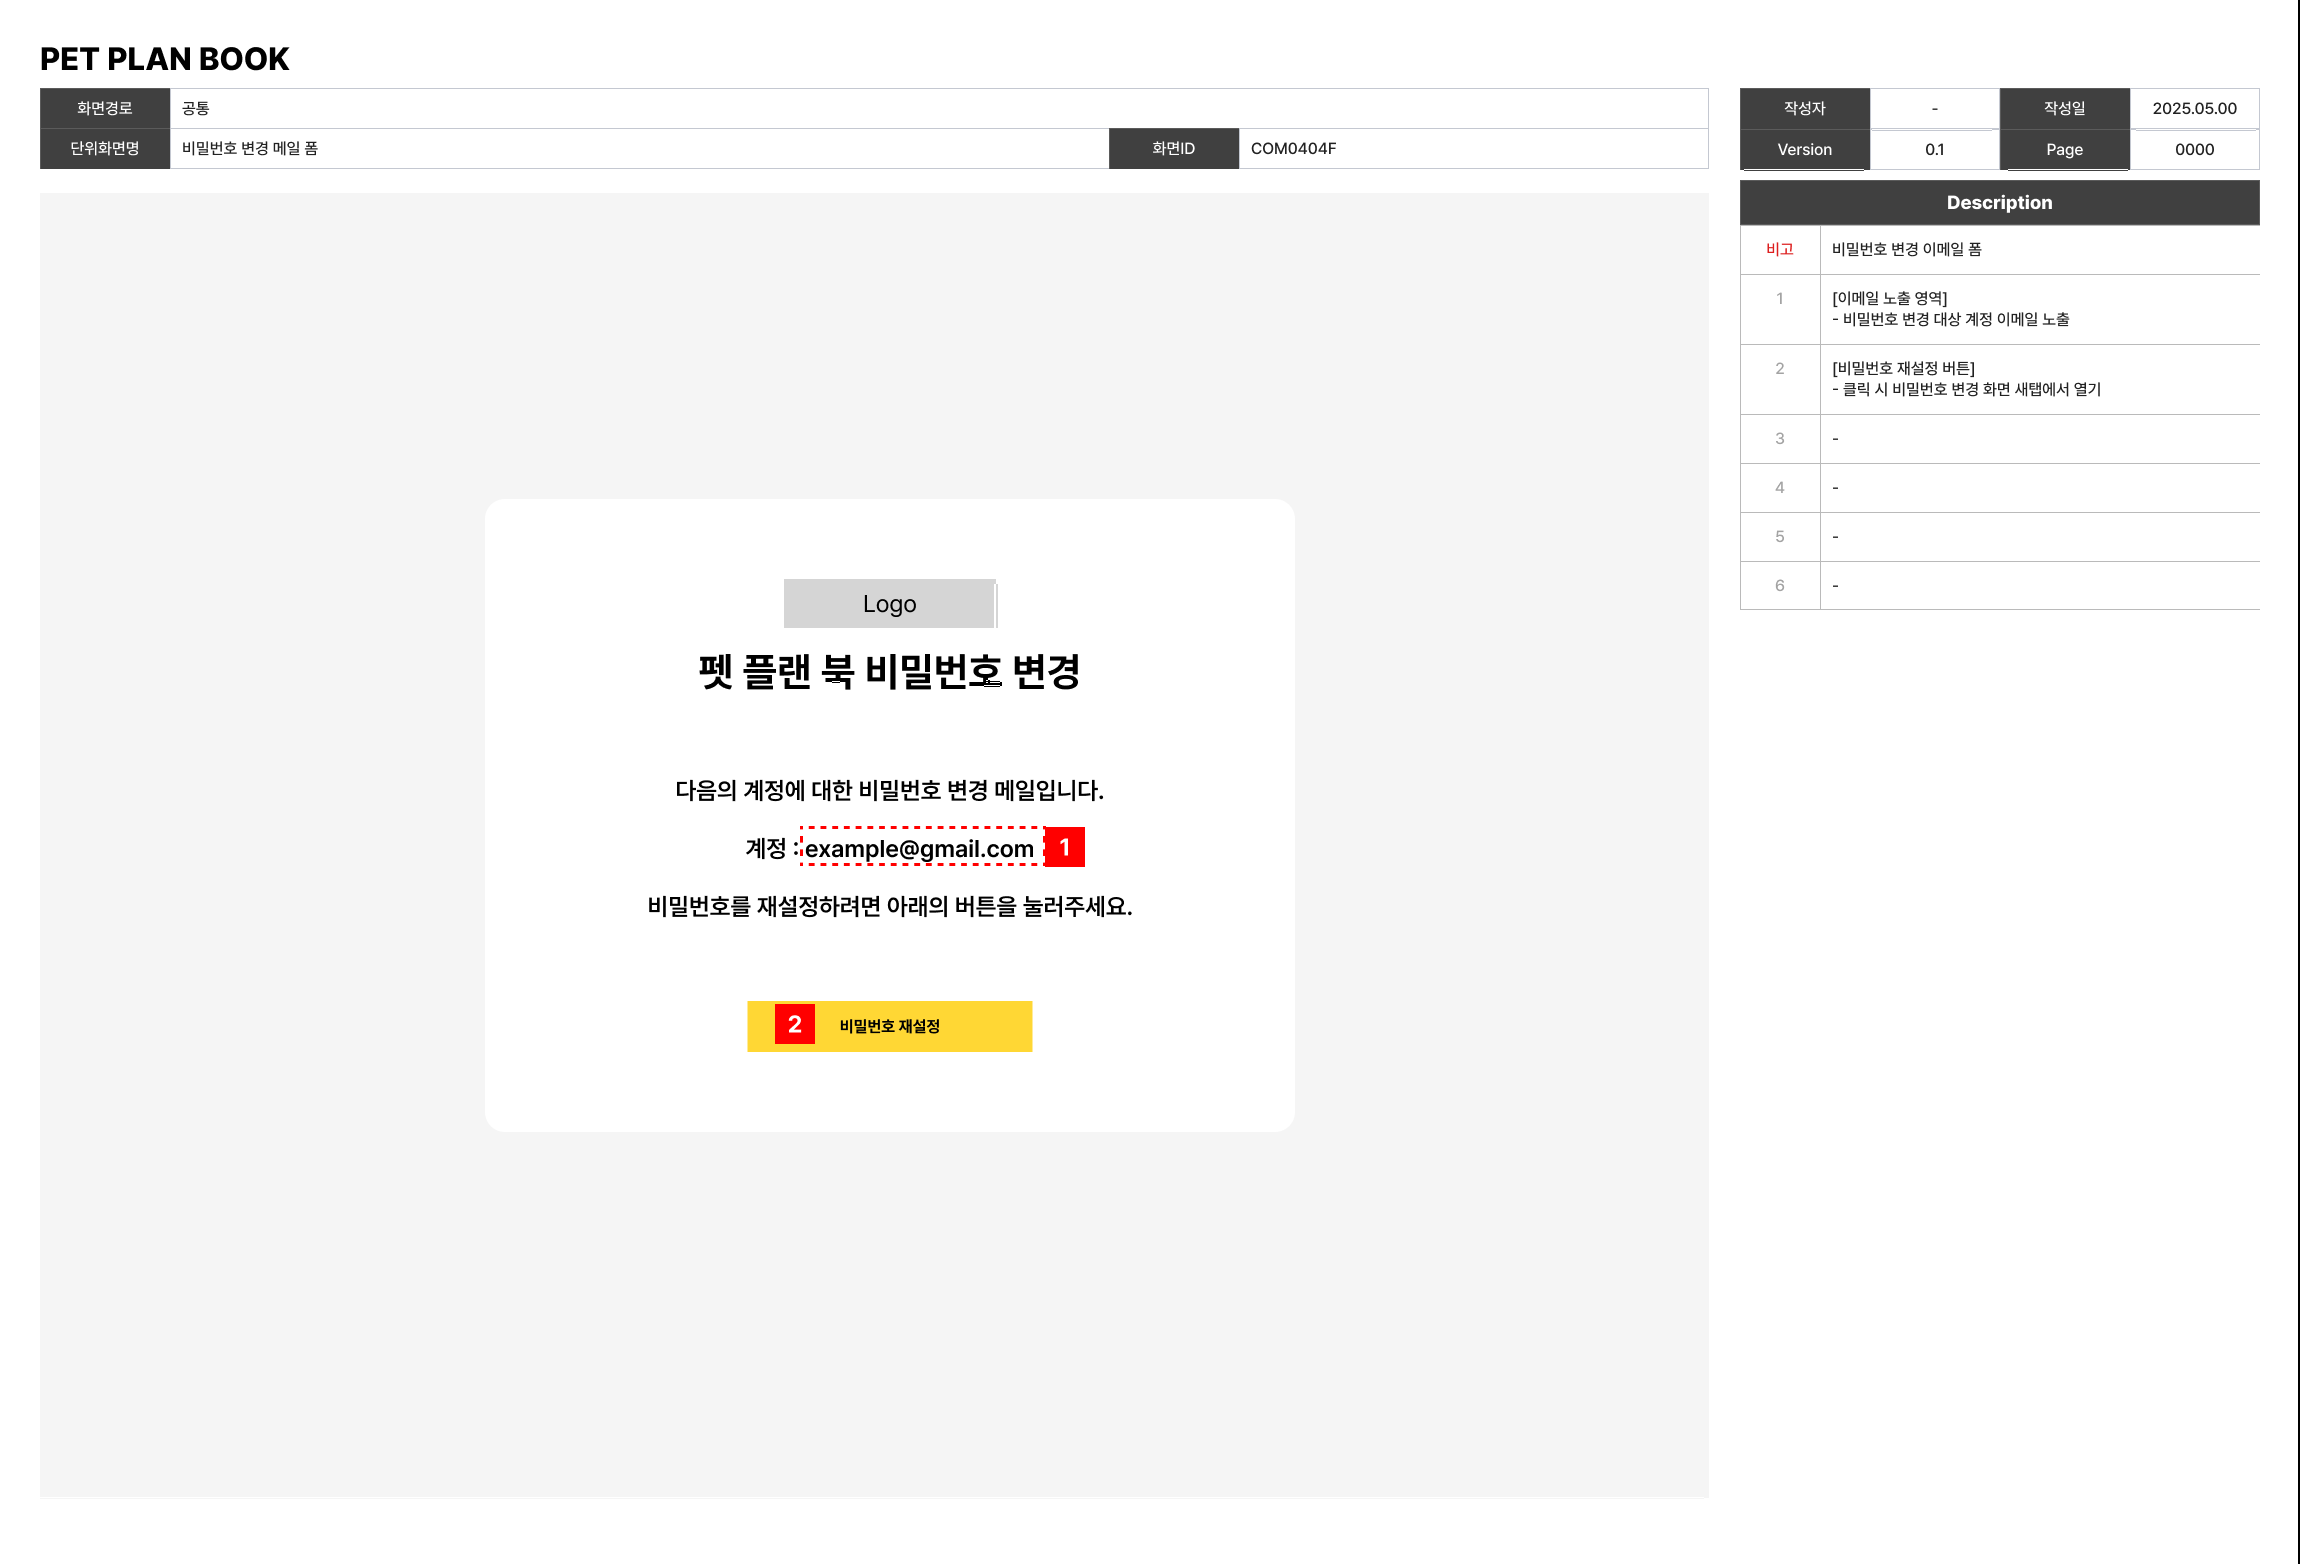 PET PLAN BOOK
화면경로 공통
단위화면명 비밀번호 변경 메일 폼 화면ID COM0404F
작성자 - 작성일 2025.05.00
Version 0.1 Page 0000
Description
비고 비밀번호 변경 이메일 폼
1 [이메일 노출 영역]
- 비밀번호 변경 대상 계정 이메일 노출
2 [비밀번호 재설정 버튼]
- 클릭 시 비밀번호 변경 화면 새탭에서 열기
3 -
4 -
5 -
6 -
Logo
펫 플랜 북 비밀번호 변경
다음의 계정에 대한 비밀번호 변경 메일입니다.
계정 : example@gmail.com 1
비밀번호를 재설정하려면 아래의 버튼을 눌러주세요.
2 비밀번호 재설정